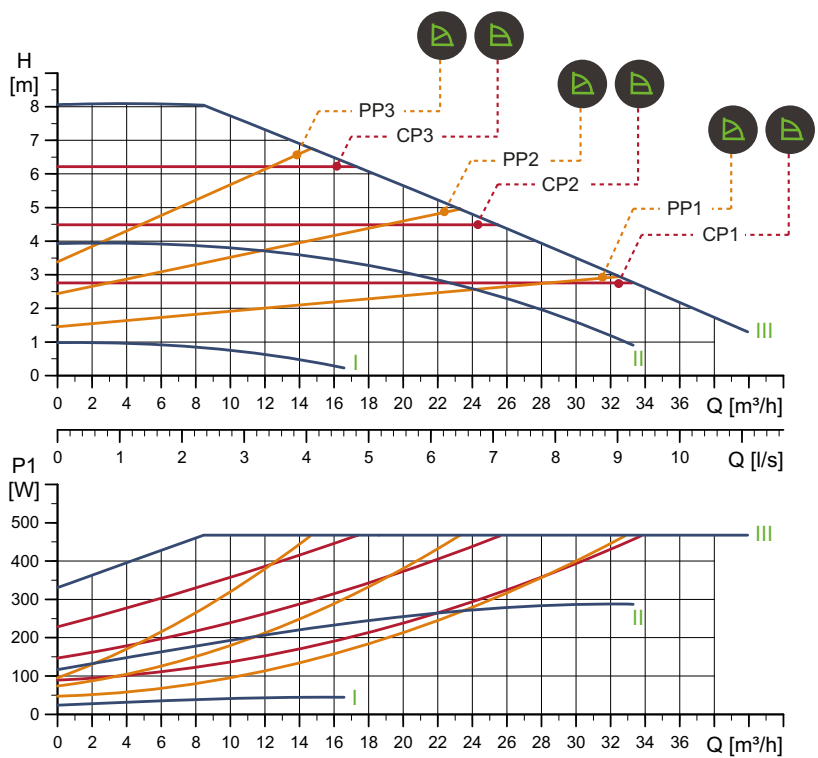 H
[m]
8
7
6
5
4
3
2
1
0
PP3
CP3
PP2
CP2
PP1
CP1
III
II
I
0 2 4 6 8 10 12 14 16 18 20 22 24 26 28 30 32 34 36 Q [m³/h]
0 1 2 3 4 5 6 7 8 9 10 Q [l/s]
P1
[W]
500
400
300
200
100
0
III
II
I
0 2 4 6 8 10 12 14 16 18 20 22 24 26 28 30 32 34 36 Q [m³/h]